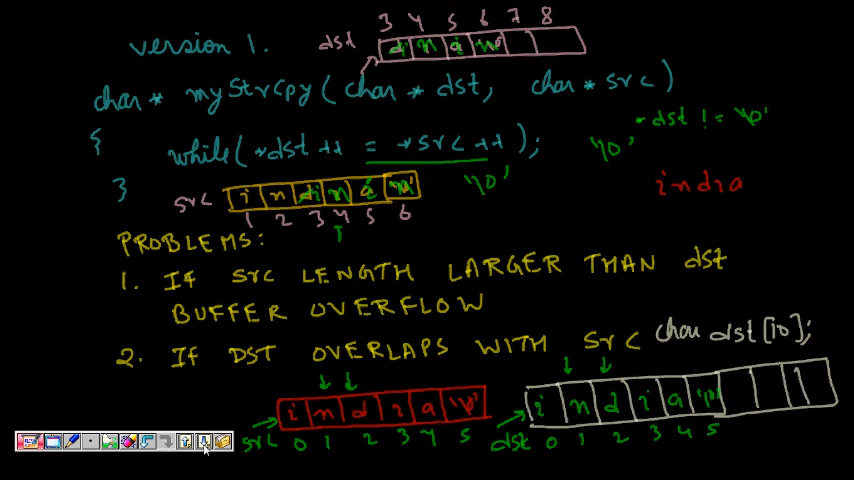 3 4 5 6 7 8
version 1. dst
char* myStrcpy( char* dst, char* src)
{ *dst != '\0'
while( *dst++ = *src++ ); '\0'
} src i n '\0' india
1 2 3 4 5 6
PROBLEMS:
1. If src LENGTH LARGER THAN dst
BUFFER OVERFLOW
2. If DST OVERLAPS WITH src char dst[10];
src i n d i a '\0' dst i n d i a '\0'
0 1 2 3 4 5 0 1 2 3 4 5